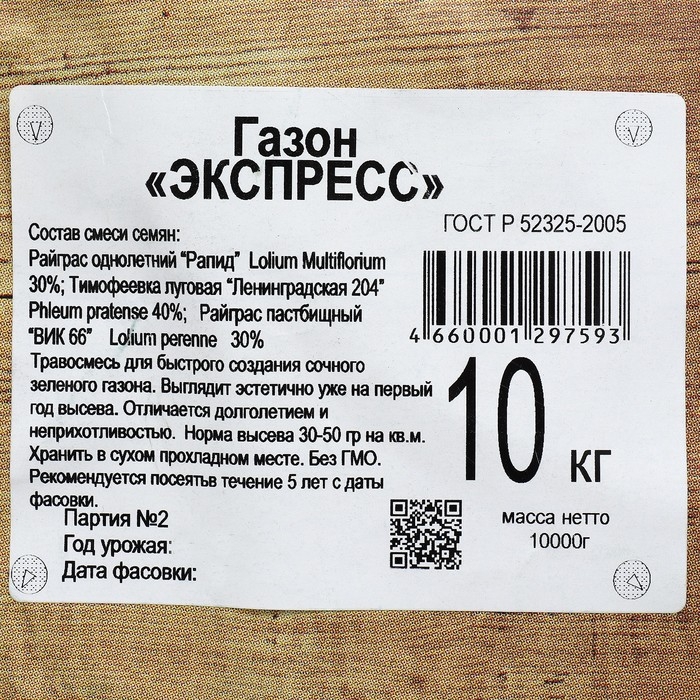 Газон
«ЭКСПРЕСС»
ГОСТ Р 52325-2005
Состав смеси семян:
Райграс однолетний “Рапид” Lolium Multiflorium
30%; Тимофеевка луговая “Ленинградская 204”
Phleum pratense 40%; Райграс пастбищный
“ВИК 66” Lolium perenne 30%
Травосмесь для быстрого создания сочного
зеленого газона. Выглядит эстетично уже на первый
год высева. Отличается долголетием и
неприхотливостью. Норма высева 30-50 гр на кв.м.
Хранить в сухом прохладном месте. Без ГМО.
Рекомендуется посеятьв течение 5 лет с даты
фасовки.
Партия №2
Год урожая:
Дата фасовки:
4 660001 297593
10 кг
масса нетто
10000г